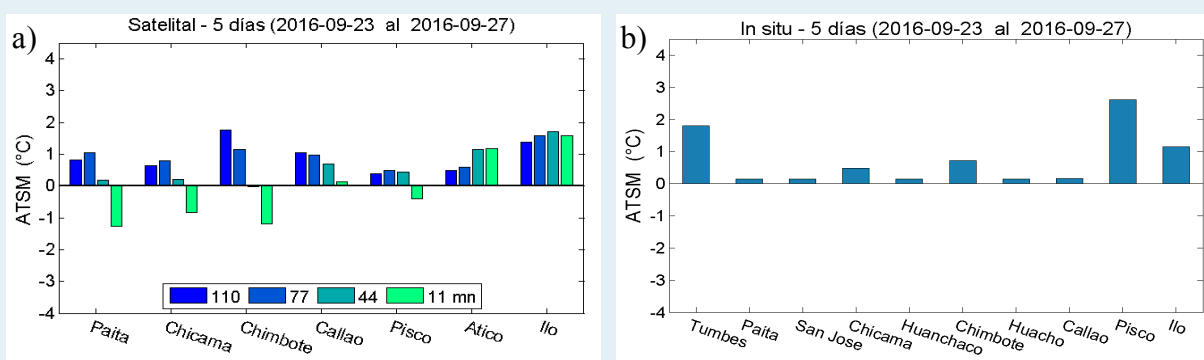 a)
Satelital - 5 días (2016-09-23 al 2016-09-27)
ATSM (°C)
4
3
2
1
0
-1
-2
-3
-4
110 77 44 11 mn
Paita Chicama Chimbote Callao Pisco Atico Ilo
b)
In situ - 5 días (2016-09-23 al 2016-09-27)
ATSM (°C)
4
3
2
1
0
-1
-2
-3
-4
Tumbes Paita San Jose Chicama Huanchaco Chimbote Huacho Callao Pisco Ilo